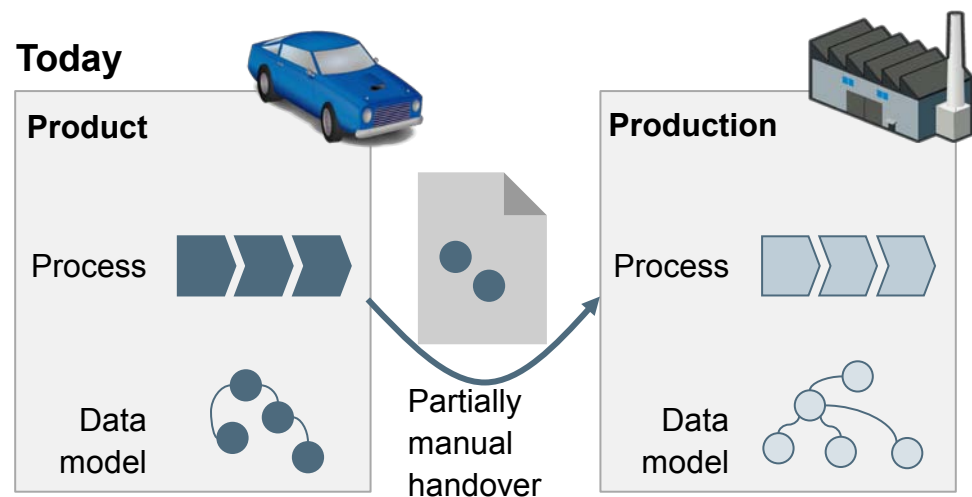 Today
Product
Process
Data
model
Partially
manual
handover
Production
Process
Data
model